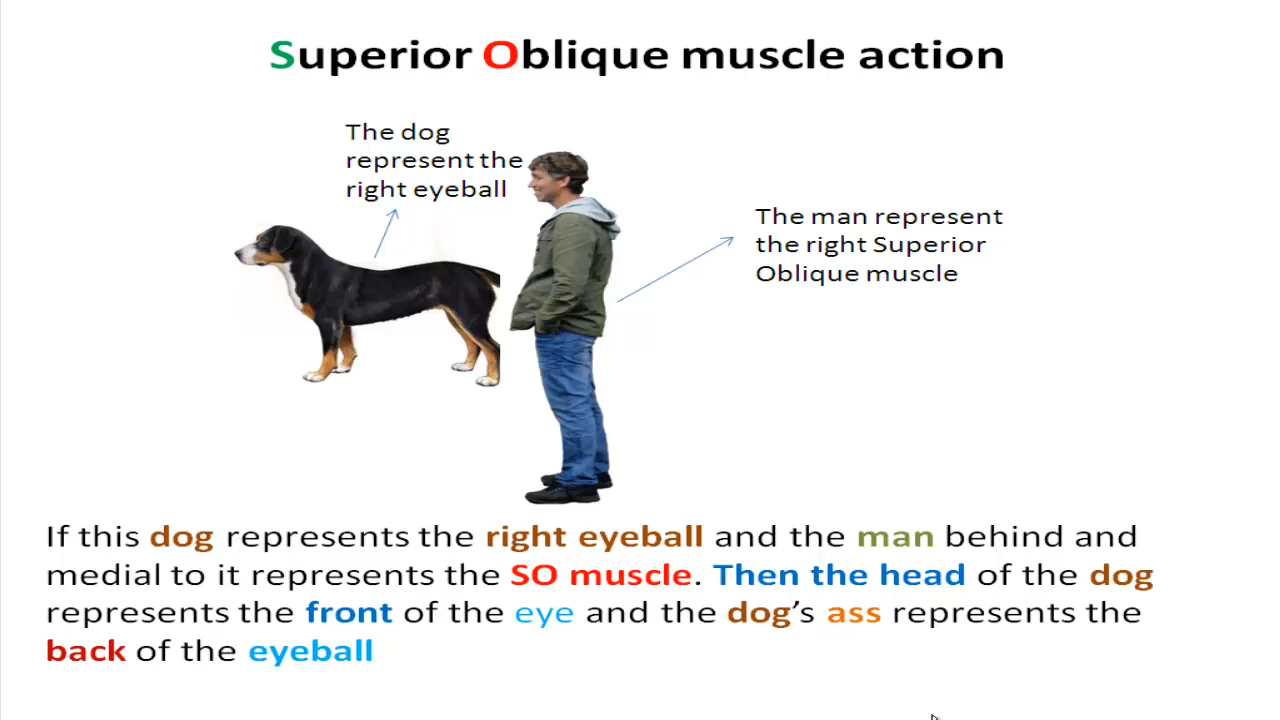 Superior Oblique muscle action
The dog
represent the
right eyeball
The man represent
the right Superior
Oblique muscle
If this dog represents the right eyeball and the man behind and
medial to it represents the SO muscle. Then the head of the dog
represents the front of the eye and the dog’s ass represents the
back of the eyeball